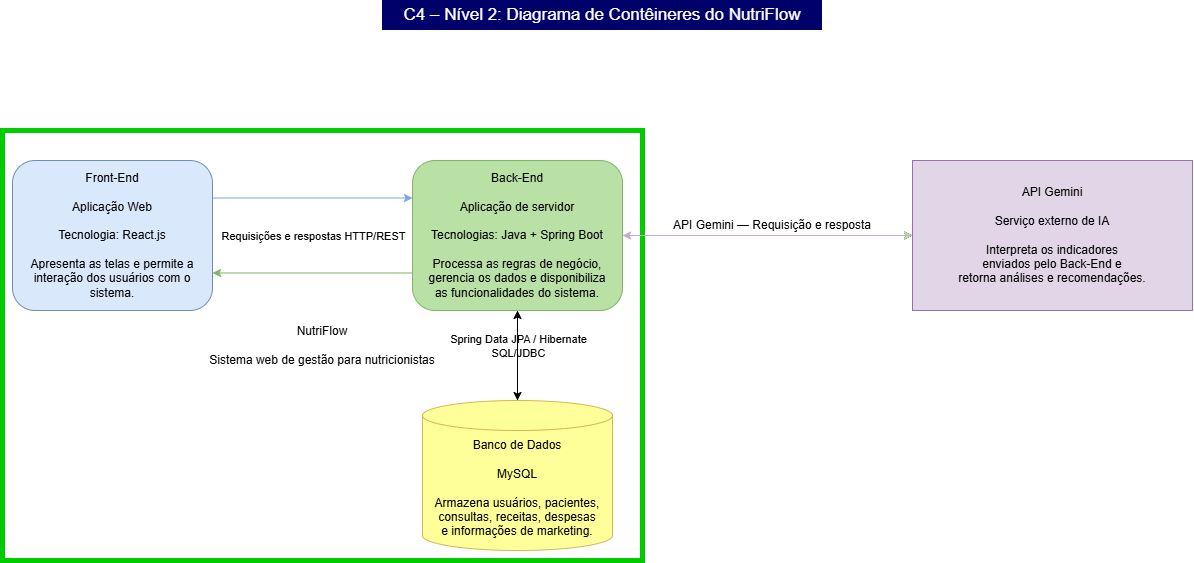 C4 – Nível 2: Diagrama de Contêineres do NutriFlow
Front-End
Aplicação Web
Tecnologia: React.js
Apresenta as telas e permite a
interação dos usuários com o
sistema.
Requisições e respostas HTTP/REST
Back-End
Aplicação de servidor
Tecnologias: Java + Spring Boot
Processa as regras de negócio,
gerencia os dados e disponibiliza
as funcionalidades do sistema.
API Gemini — Requisição e resposta
API Gemini
Serviço externo de IA
Interpreta os indicadores
enviados pelo Back-End e
retorna análises e recomendações.
NutriFlow
Sistema web de gestão para nutricionistas
Spring Data JPA / Hibernate
SQL/JDBC
Banco de Dados
MySQL
Armazena usuários, pacientes,
consultas, receitas, despesas
e informações de marketing.